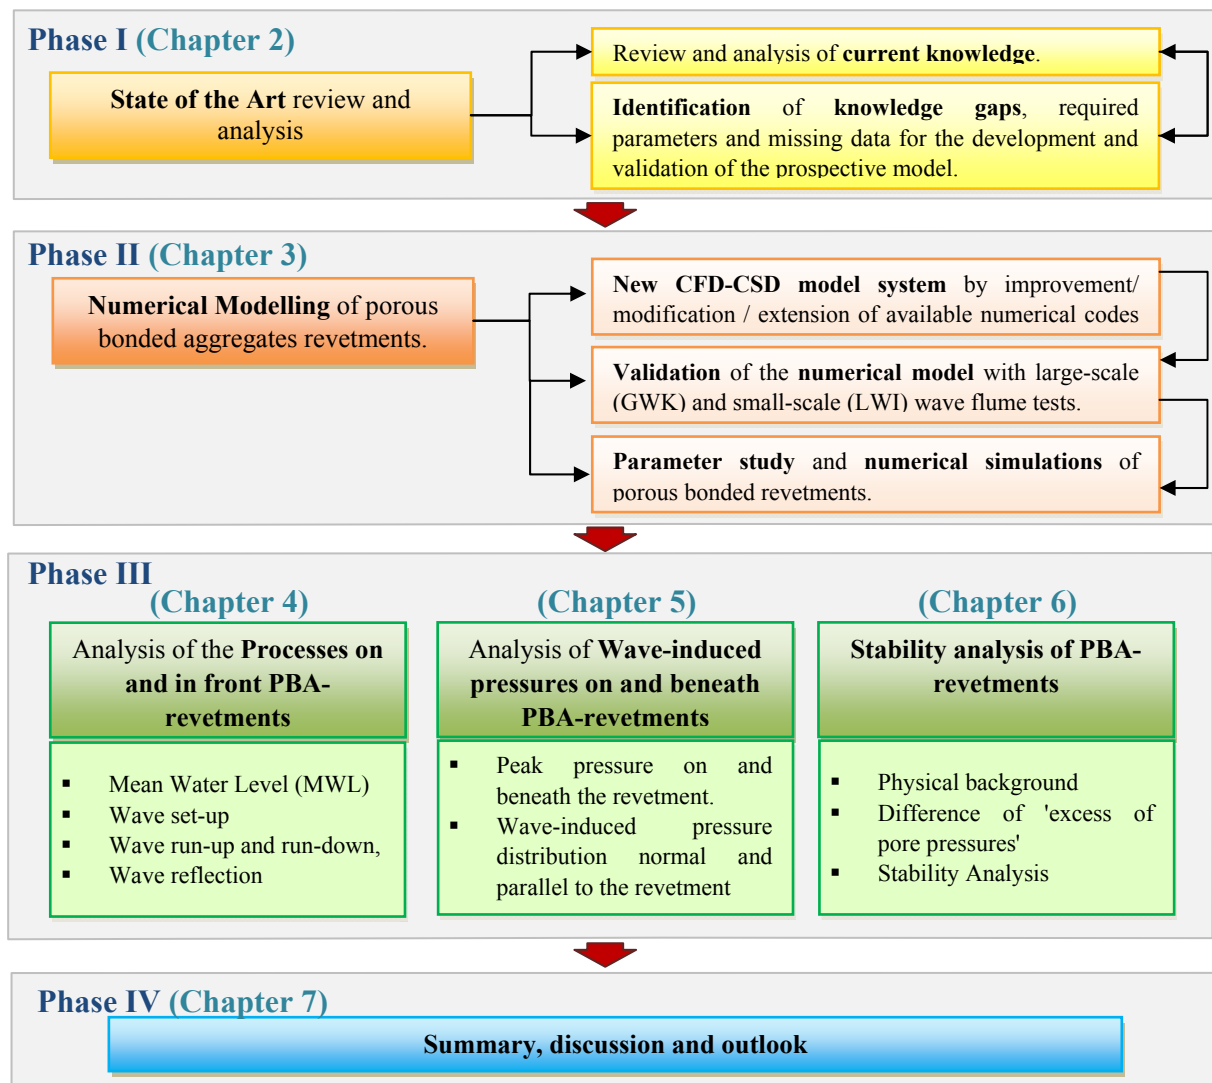 Phase I (Chapter 2)
State of the Art review and
analysis
Review and analysis of current knowledge.
Identification of knowledge gaps, required
parameters and missing data for the development and
validation of the prospective model.
Phase II (Chapter 3)
Numerical Modelling of porous
bonded aggregates revetments.
New CFD-CSD model system by improvement/
modification / extension of available numerical codes
Validation of the numerical model with large-scale
(GWK) and small-scale (LWI) wave flume tests.
Parameter study and numerical simulations of
porous bonded revetments.
Phase III
(Chapter 4)
Analysis of the Processes on
and in front PBA-
revetments
▪ Mean Water Level (MWL)
▪ Wave set-up
▪ Wave run-up and run-down,
▪ Wave reflection
(Chapter 5)
Analysis of Wave-induced
pressures on and beneath
PBA-revetments
▪ Peak pressure on and
beneath the revetment.
▪ Wave-induced pressure
distribution normal and
parallel to the revetment
(Chapter 6)
Stability analysis of PBA-
revetments
▪ Physical background
▪ Difference of 'excess of
pore pressures'
▪ Stability Analysis
Phase IV (Chapter 7)
Summary, discussion and outlook